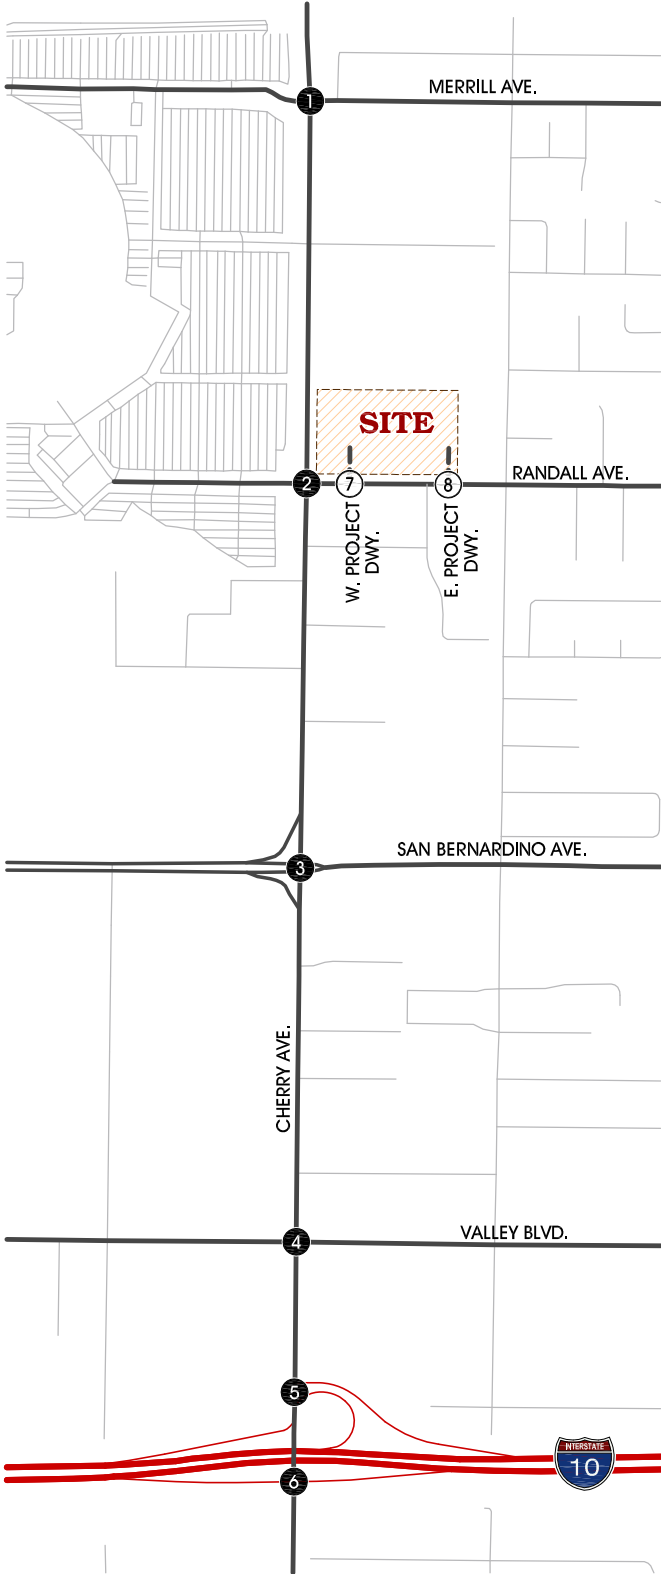 1
MERRILL AVE.
SITE
RANDALL AVE.
2
7
8
W. PROJECT
DWY.
E. PROJECT
DWY.
SAN BERNARDINO AVE.
3
CHERRY AVE.
VALLEY BLVD.
4
5
INTERSTATE
10
6